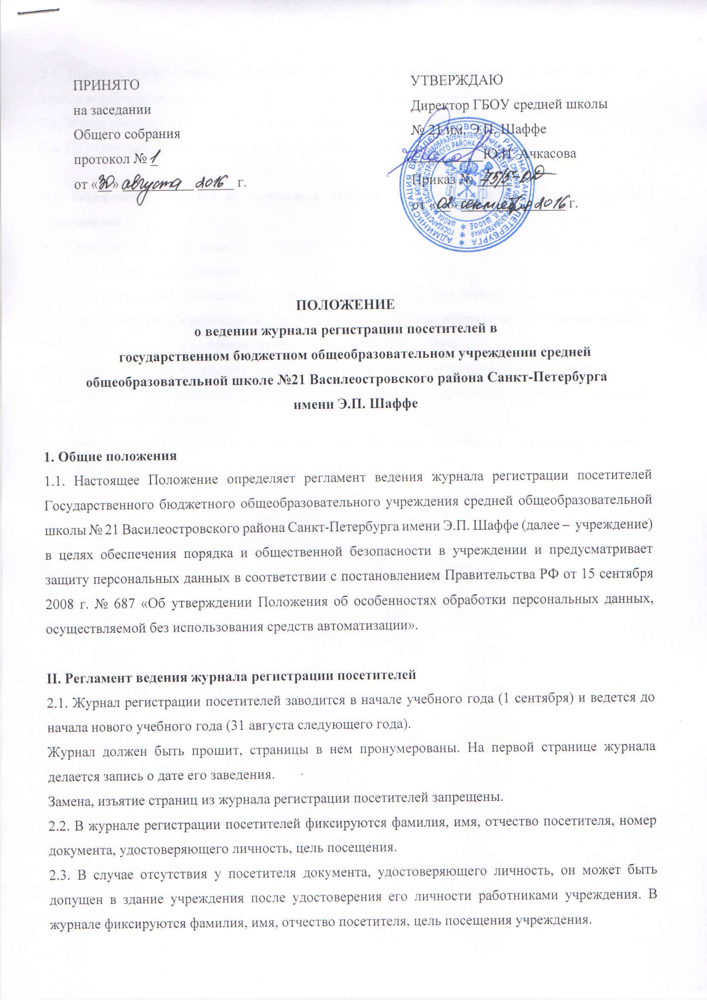 ПРИНЯТО
на заседании
Общего собрания
протокол № 1
от «30» августа 2016 г.
УТВЕРЖДАЮ
Директор ГБОУ средней школы
№ 21 им. Э.П. Шаффе
Ю.И. Ачкасова
Приказ № 75/5-ОД
от «02» сентября 2016 г.
АДМИНИСТРАЦИЯ ВАСИЛЕОСТРОВСКОГО РАЙОНА САНКТ-ПЕТЕРБУРГА
ПОЛОЖЕНИЕ
о ведении журнала регистрации посетителей в
государственном бюджетном общеобразовательном учреждении средней
общеобразовательной школе №21 Василеостровского района Санкт-Петербурга
имени Э.П. Шаффе
1. Общие положения
1.1. Настоящее Положение определяет регламент ведения журнала регистрации посетителей
Государственного бюджетного общеобразовательного учреждения средней общеобразовательной
школы № 21 Василеостровского района Санкт-Петербурга имени Э.П. Шаффе (далее – учреждение)
в целях обеспечения порядка и общественной безопасности в учреждении и предусматривает
защиту персональных данных в соответствии с постановлением Правительства РФ от 15 сентября
2008 г. № 687 «Об утверждении Положения об особенностях обработки персональных данных,
осуществляемой без использования средств автоматизации».
II. Регламент ведения журнала регистрации посетителей
2.1. Журнал регистрации посетителей заводится в начале учебного года (1 сентября) и ведется до
начала нового учебного года (31 августа следующего года).
Журнал должен быть прошит, страницы в нем пронумерованы. На первой странице журнала
делается запись о дате его заведения.
Замена, изъятие страниц из журнала регистрации посетителей запрещены.
2.2. В журнале регистрации посетителей фиксируются фамилия, имя, отчество посетителя, номер
документа, удостоверяющего личность, цель посещения.
2.3. В случае отсутствия у посетителя документа, удостоверяющего личность, он может быть
допущен в здание учреждения после удостоверения его личности работниками учреждения. В
журнале фиксируются фамилия, имя, отчество посетителя, цель посещения учреждения.